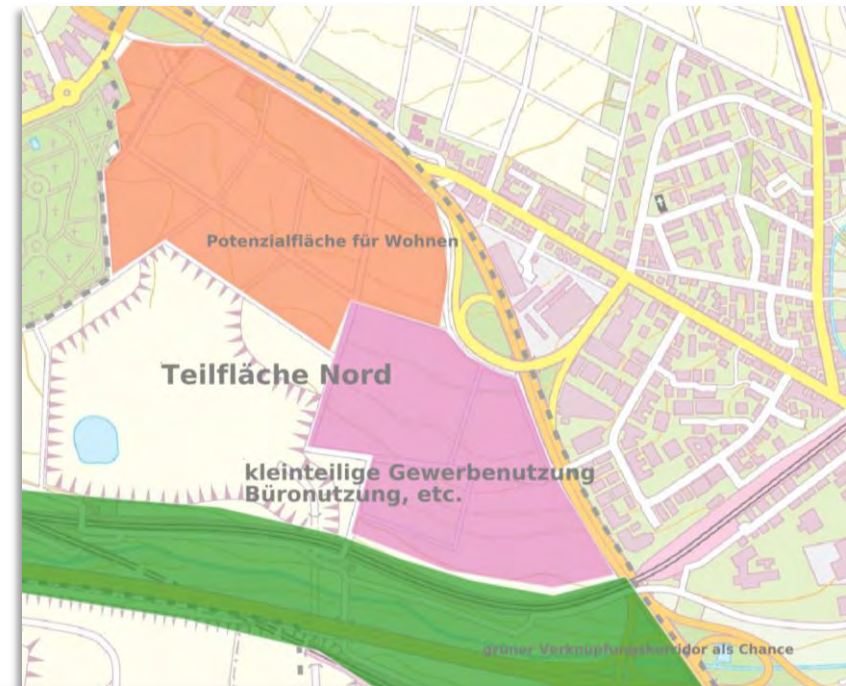 Potenzialfläche für Wohnen
Teilfläche Nord
kleinteilige Gewerbenutzung
Büronutzung, etc.
grüner Verknüpfungskorridor als Chance